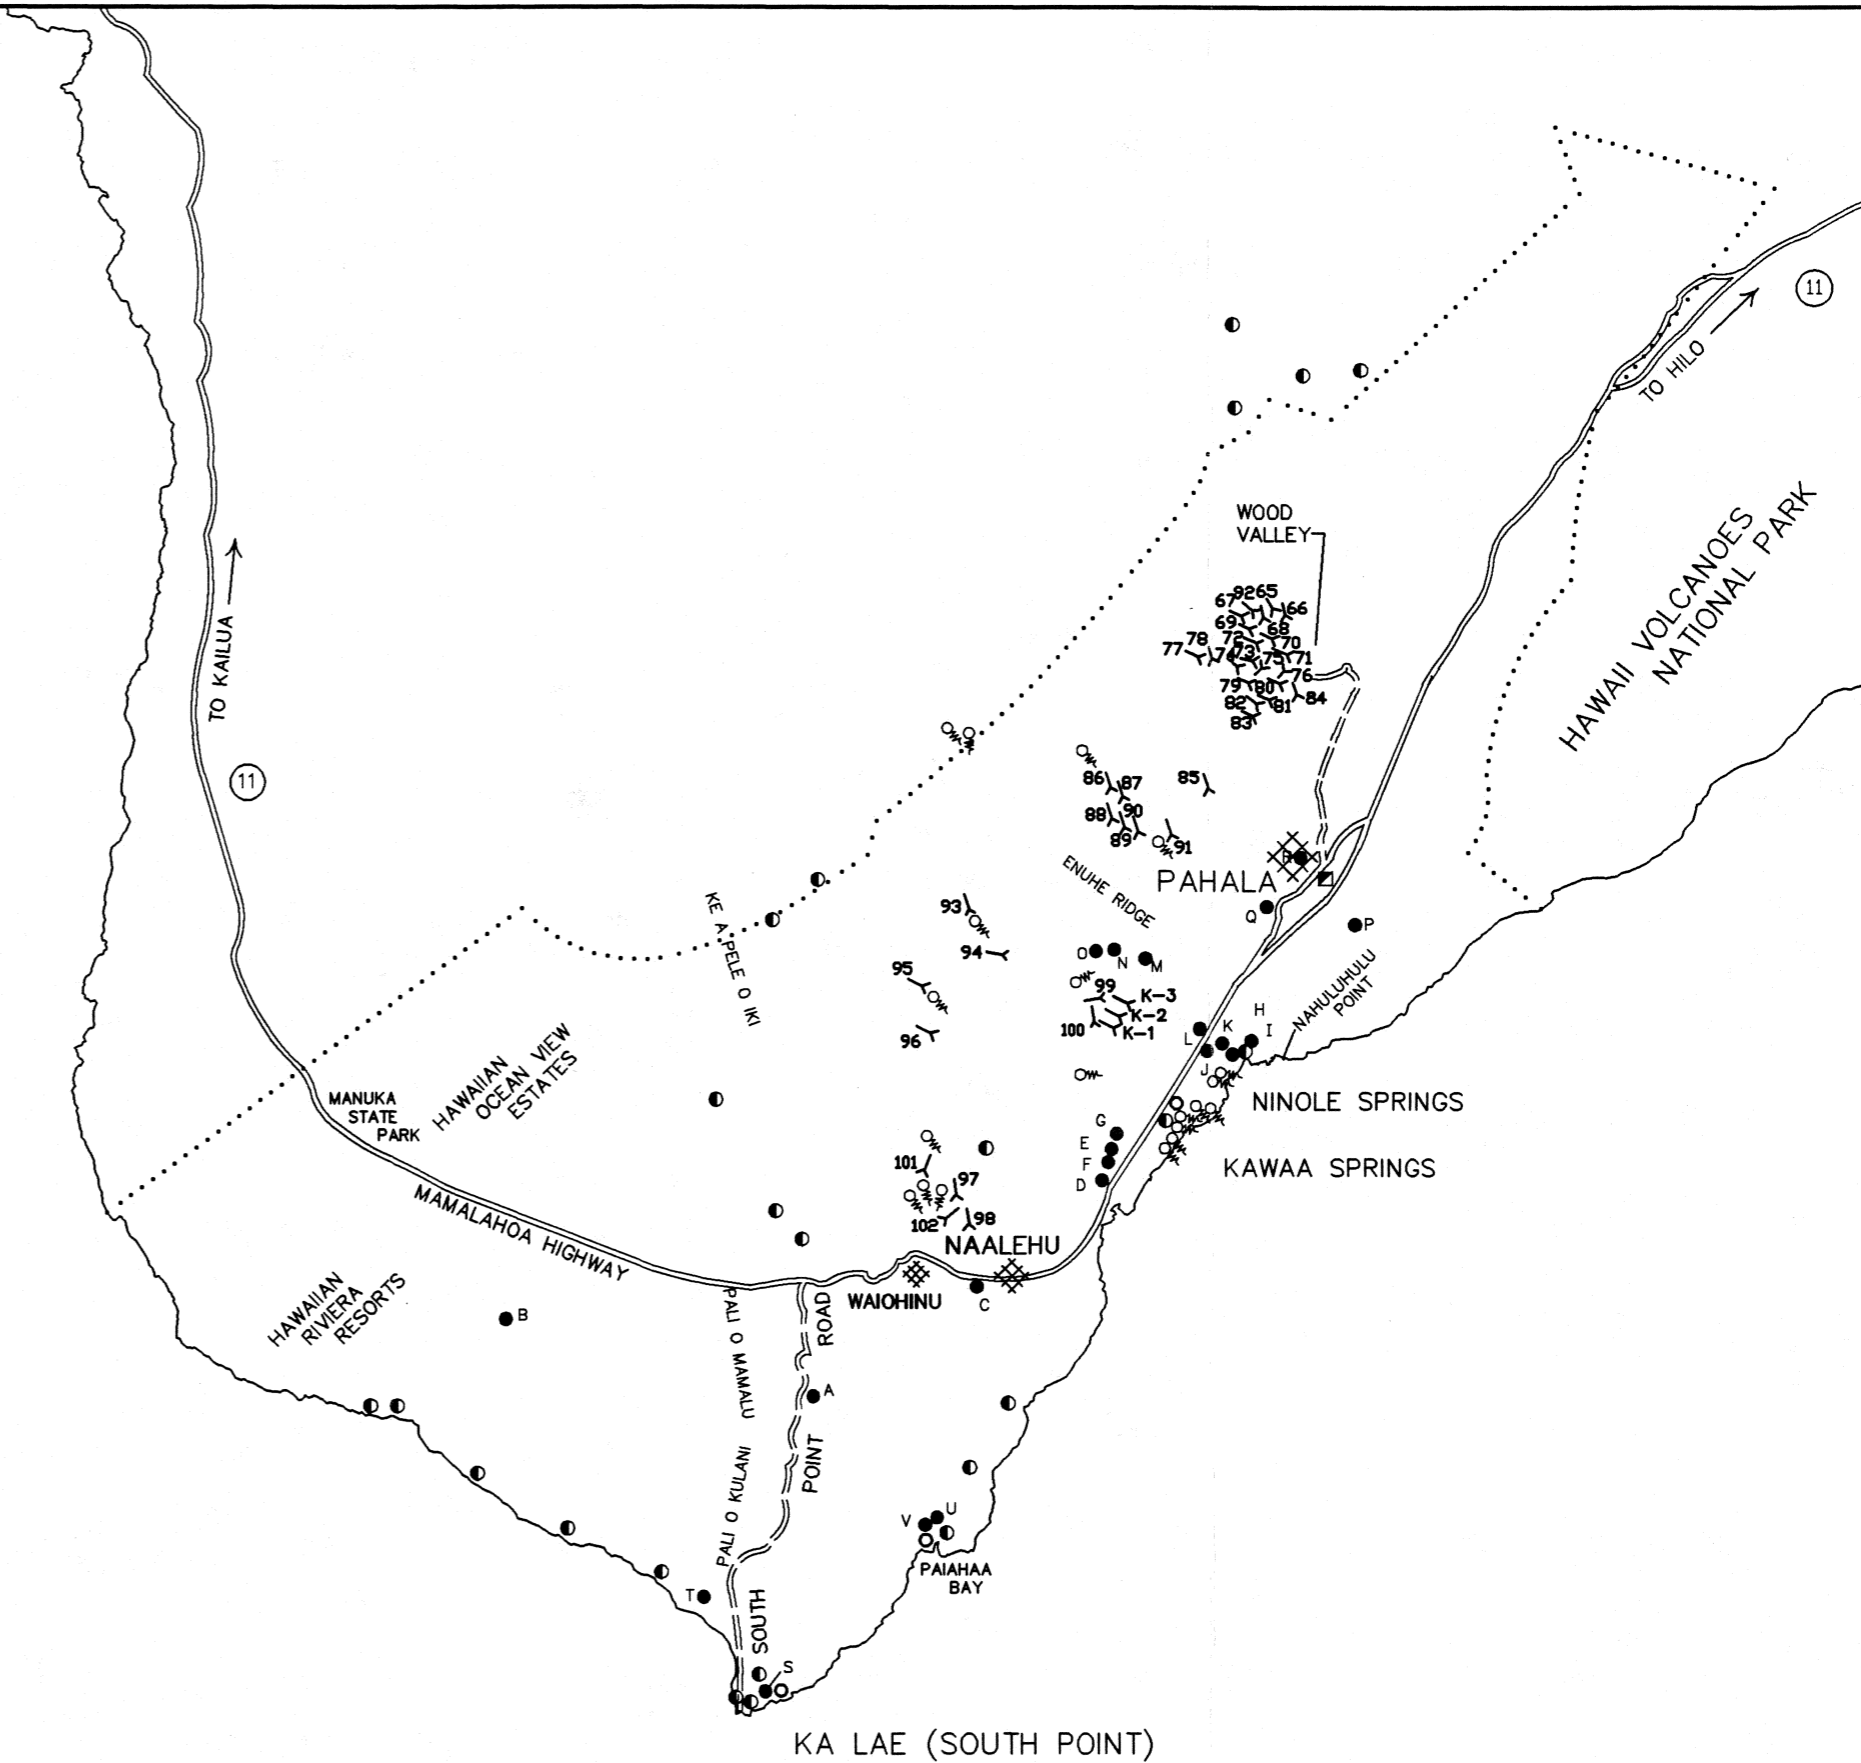 11
TO HILO
WOOD
VALLEY
HAWAII VOLCANOES
NATIONAL PARK
TO KAILUA
11
92
65
67
66
69
68
72
70
78
77
74
73
75
71
76
79
80
84
82
81
83
86
87
85
88
90
89
91
ENUHE RIDGE
R
PAHALA
Q
P
KE A PELE O IKI
93
94
O
N
M
95
99
K-3
K-2
100
K-1
96
NAHULUHULU
POINT
H
I
K
L
J
HAWAIIAN
OCEAN VIEW
ESTATES
MANUKA
STATE
PARK
NINOLE SPRINGS
G
E
F
D
KAWAA SPRINGS
101
97
102
98
MAMALAHOA HIGHWAY
NAALEHU
WAIOHINU
C
HAWAIIAN
RIVIERA
RESORTS
B
PALI O MAMALU
A
PALI O KULANI
SOUTH POINT ROAD
V
U
PAIAHAA
BAY
T
S
KA LAE (SOUTH POINT)